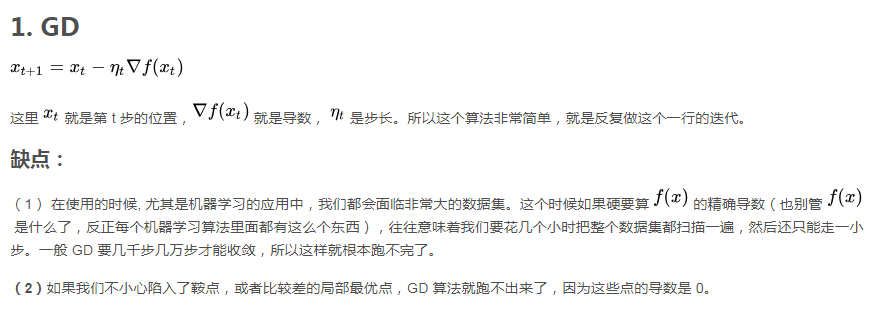 1. GD
x_{t+1} = x_t − η_t∇f(x_t)
这里 x_t 就是第 t 步的位置，∇f(x_t) 就是导数， η_t 是步长。所以这个算法非常简单，就是反复做这个一行的迭代。
缺点：
（1） 在使用的时候, 尤其是机器学习的应用中，我们都会面临非常大的数据集。这个时候如果硬要算 f(x) 的精确导数（也别管 f(x)
是什么了，反正每个机器学习算法里面都有这么个东西），往往意味着我们要花几个小时把整个数据集都扫描一遍，然后还只能走一小
步。一般 GD 要几千步几万步才能收敛，所以这样就根本跑不完了。
（2）如果我们不小心陷入了鞍点，或者比较差的局部最优点，GD 算法就跑不出来了，因为这些点的导数是 0。